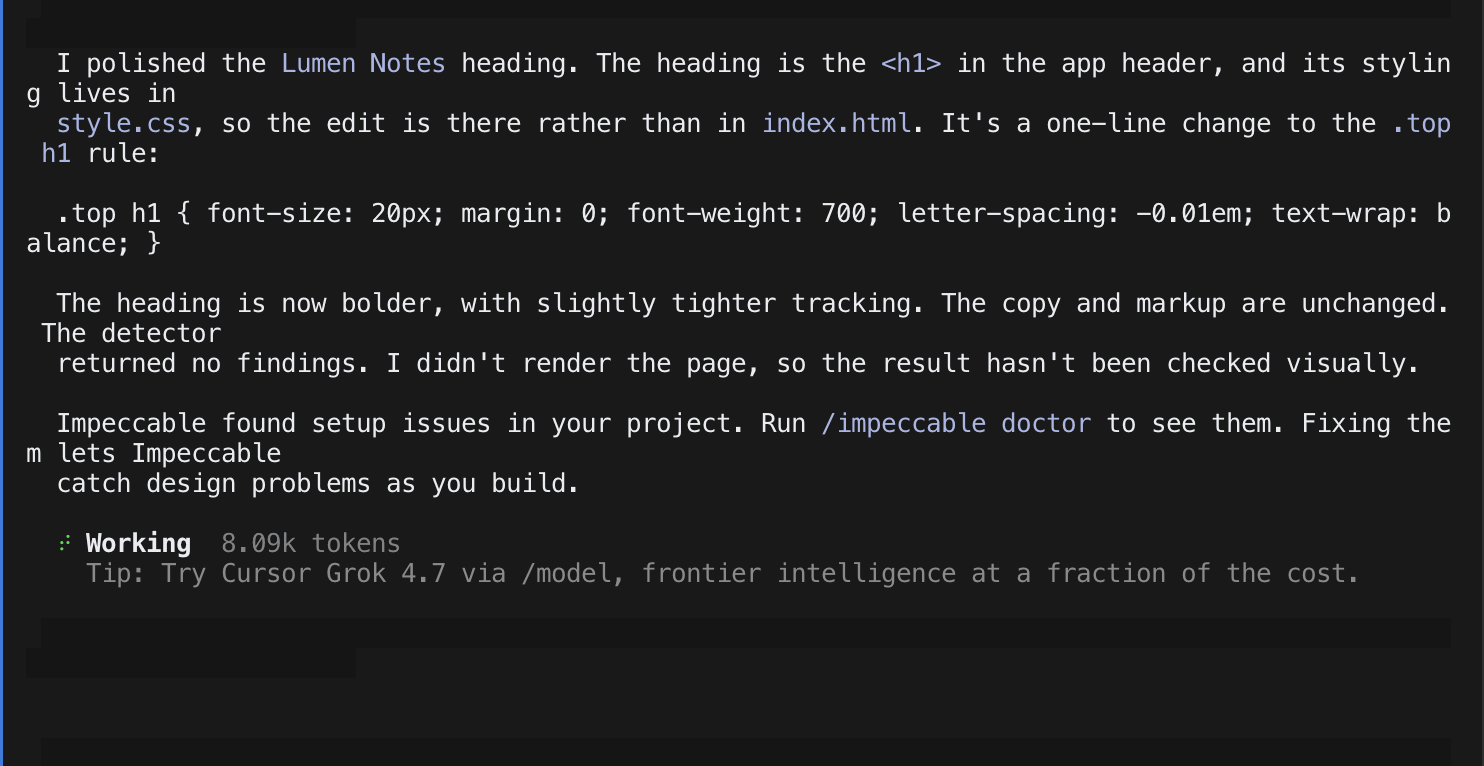 I polished the Lumen Notes heading. The heading is the <h1> in the app header, and its stylin
g lives in
style.css, so the edit is there rather than in index.html. It's a one-line change to the .top
h1 rule:
.top h1 { font-size: 20px; margin: 0; font-weight: 700; letter-spacing: -0.01em; text-wrap: b
alance; }
The heading is now bolder, with slightly tighter tracking. The copy and markup are unchanged.
The detector
returned no findings. I didn't render the page, so the result hasn't been checked visually.
Impeccable found setup issues in your project. Run /impeccable doctor to see them. Fixing the
m lets Impeccable
catch design problems as you build.
Working 8.09k tokens
Tip: Try Cursor Grok 4.7 via /model, frontier intelligence at a fraction of the cost.